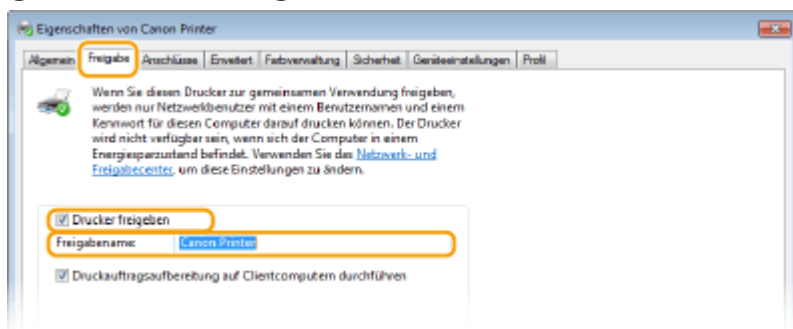 Eigenschaften von Canon Printer
Allgemein Freigabe Anschlüsse Erweitert Farbverwaltung Sicherheit Geräteeinstellungen Profil
Wenn Sie diesen Drucker zur gemeinsamen Verwendung freigeben,
werden nur Netzwerkbenutzer mit einem Benutzernamen und einem
Kennwort für diesen Computer darauf drucken können. Der Drucker
wird nicht verfügbar sein, wenn sich der Computer in einem
Energiesparzustand befindet. Verwenden Sie das Netzwerk- und
Freigabecenter, um diese Einstellungen zu ändern.
Drucker freigeben
Freigabename: Canon Printer
Druckauftragsaufbereitung auf Clientcomputern durchführen